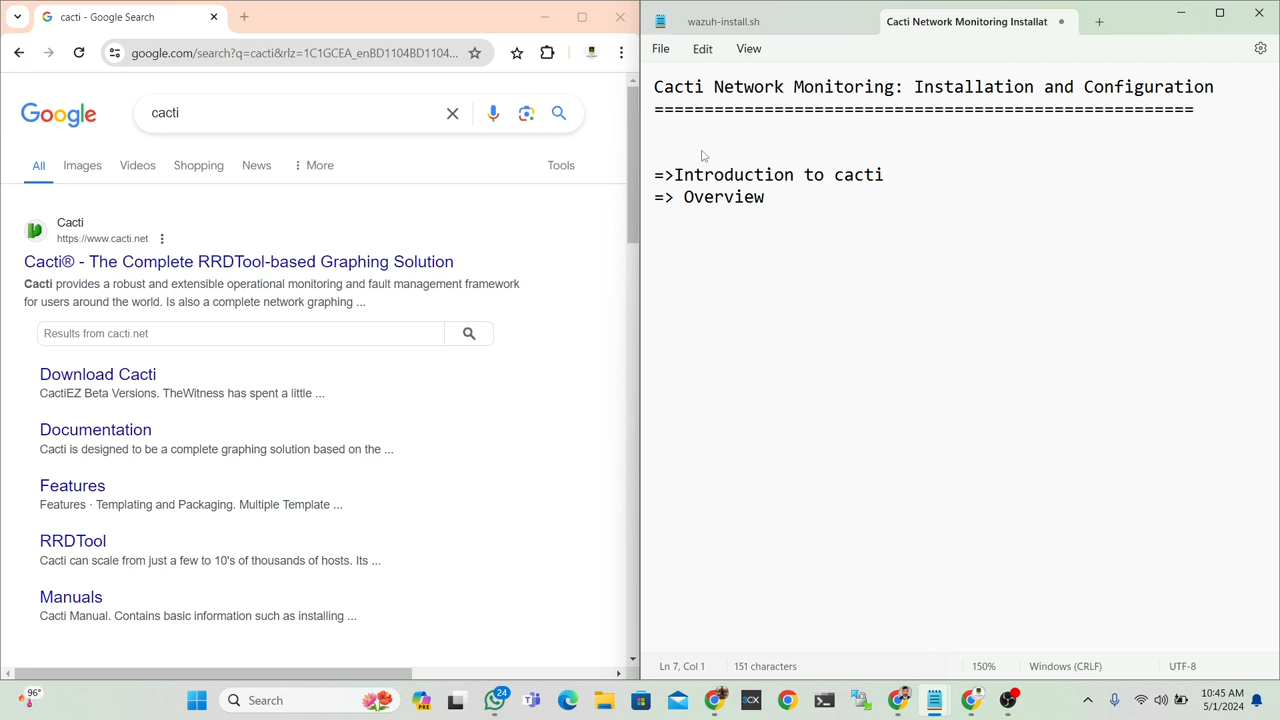 cacti - Google Search
google.com/search?q=cacti&rlz=1C1GCEA_enBD1104BD1104...
Google
cacti
All
Images
Videos
Shopping
News
More
Tools
Cacti
https://www.cacti.net
Cacti® - The Complete RRDTool-based Graphing Solution
Cacti provides a robust and extensible operational monitoring and fault management framework
for users around the world. Is also a complete network graphing ...
Results from cacti.net
Download Cacti
CactiEZ Beta Versions. TheWitness has spent a little ...
Documentation
Cacti is designed to be a complete graphing solution based on the ...
Features
Features · Templating and Packaging. Multiple Template ...
RRDTool
Cacti can scale from just a few to 10's of thousands of hosts. Its ...
Manuals
Cacti Manual. Contains basic information such as installing ...
wazuh-install.sh
Cacti Network Monitoring Installat
File
Edit
View
Cacti Network Monitoring: Installation and Configuration
======================================================
=>Introduction to cacti
=> Overview
Ln 7, Col 1
151 characters
150%
Windows (CRLF)
UTF-8
96°
Search
PRE
24
3CX
10:45 AM
5/1/2024